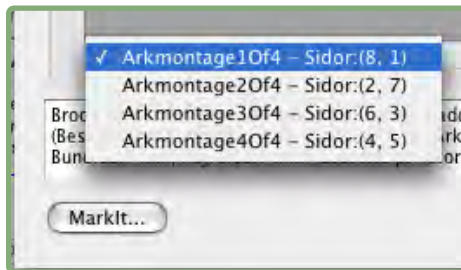 ✓ Arkmontage1Of4 – Sidor:(8, 1)
Arkmontage2Of4 – Sidor:(2, 7)
Arkmontage3Of4 – Sidor:(6, 3)
Arkmontage4Of4 – Sidor:(4, 5)
MarkIt...